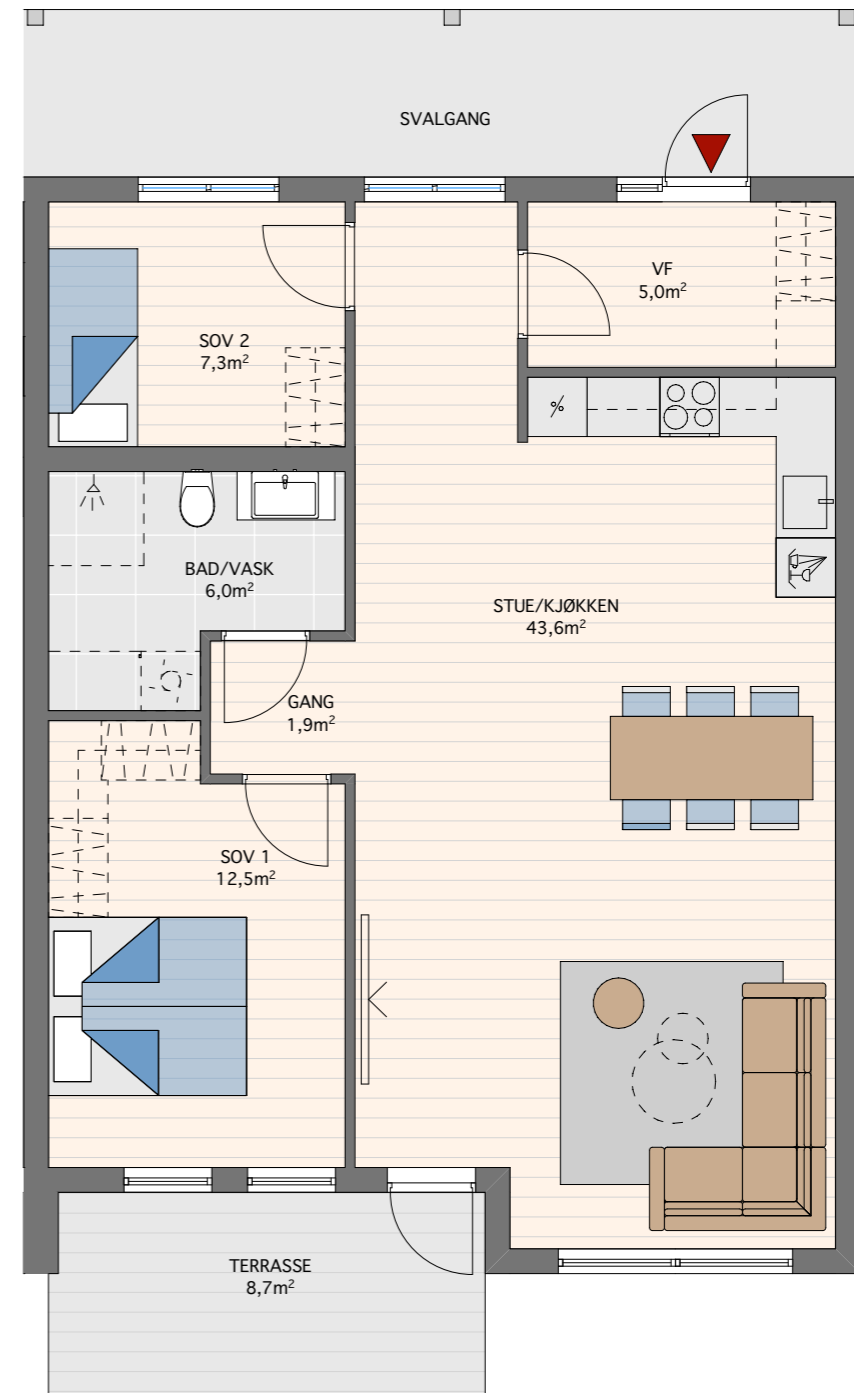 SVALGANG
VF
5,0m²
SOV 2
7,3m²
%
BAD/VASK
6,0m²
STUE/KJØKKEN
43,6m²
GANG
1,9m²
SOV 1
12,5m²
TERRASSE
8,7m²